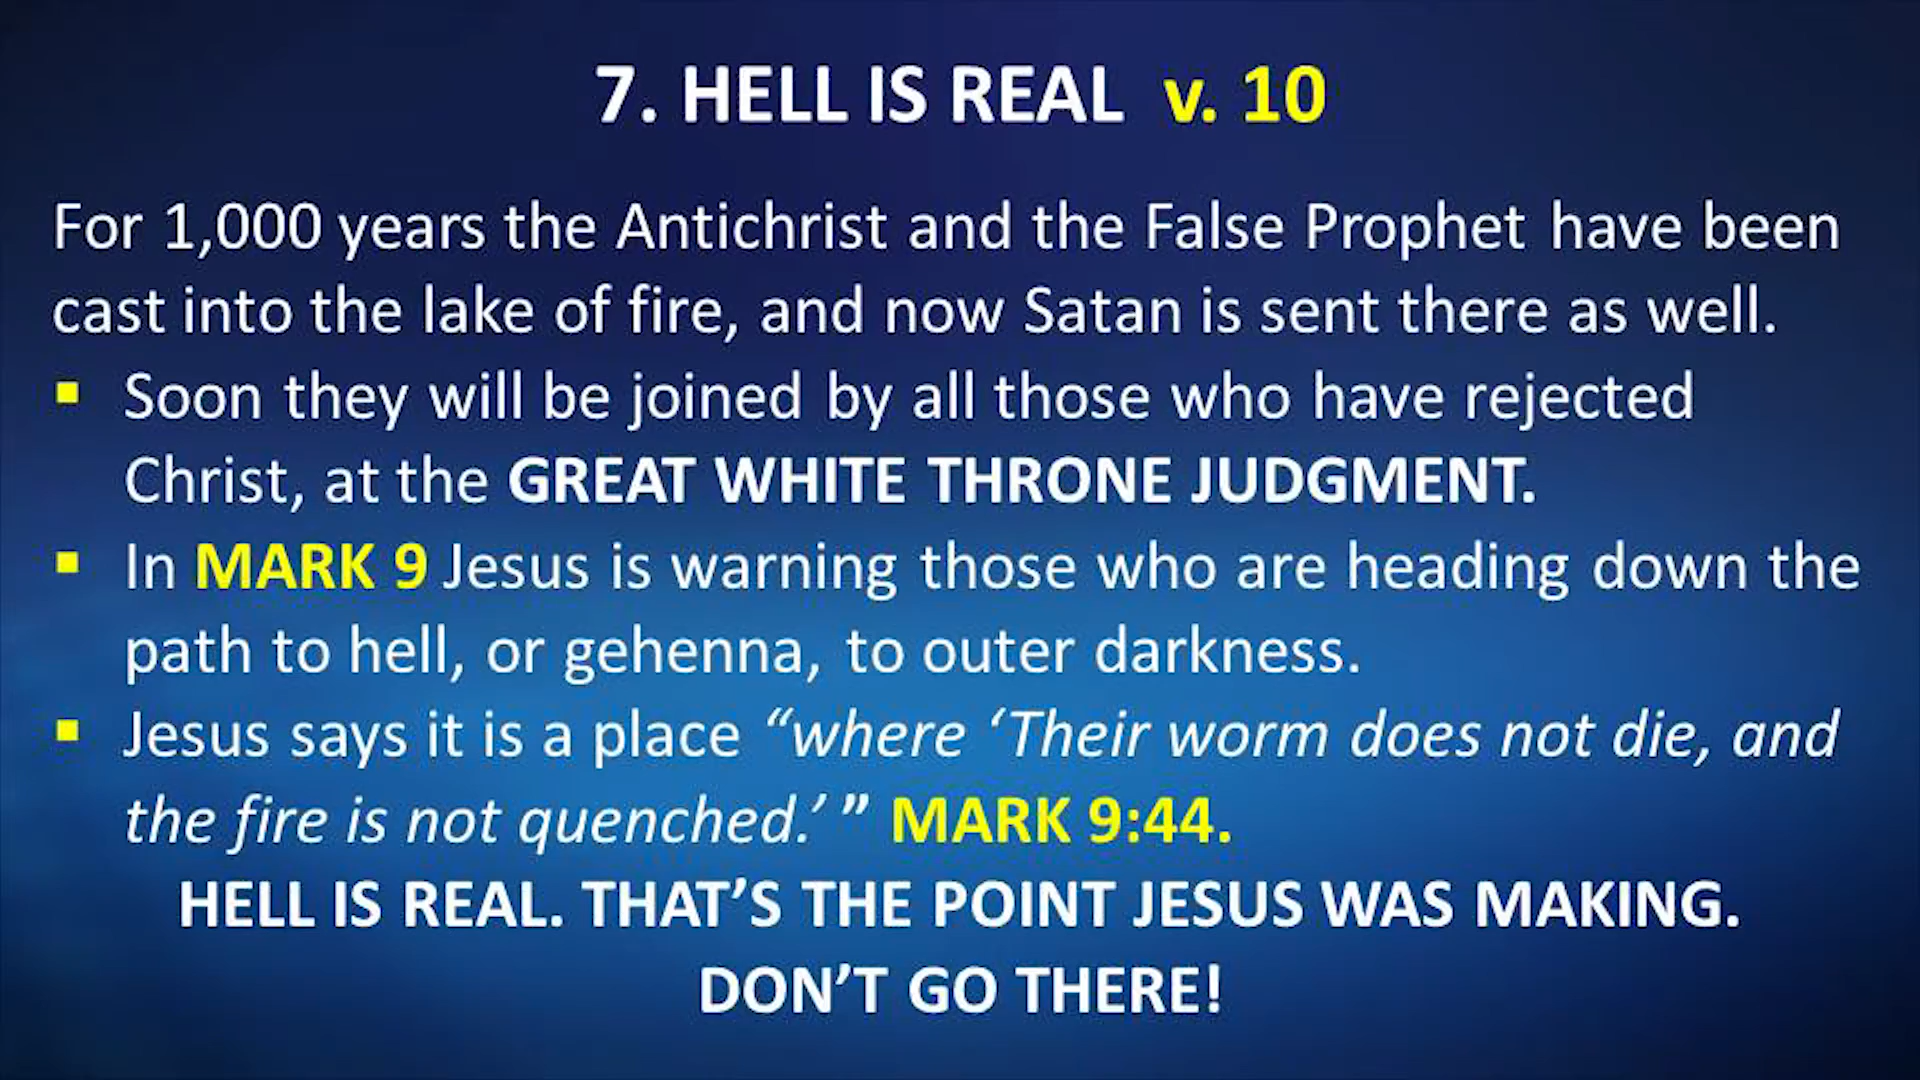 7. HELL IS REAL v. 10
For 1,000 years the Antichrist and the False Prophet have been
cast into the lake of fire, and now Satan is sent there as well.
▪ Soon they will be joined by all those who have rejected
Christ, at the GREAT WHITE THRONE JUDGMENT.
▪ In MARK 9 Jesus is warning those who are heading down the
path to hell, or gehenna, to outer darkness.
▪ Jesus says it is a place “where ‘Their worm does not die, and
the fire is not quenched.’ ” MARK 9:44.
HELL IS REAL. THAT’S THE POINT JESUS WAS MAKING.
DON’T GO THERE!